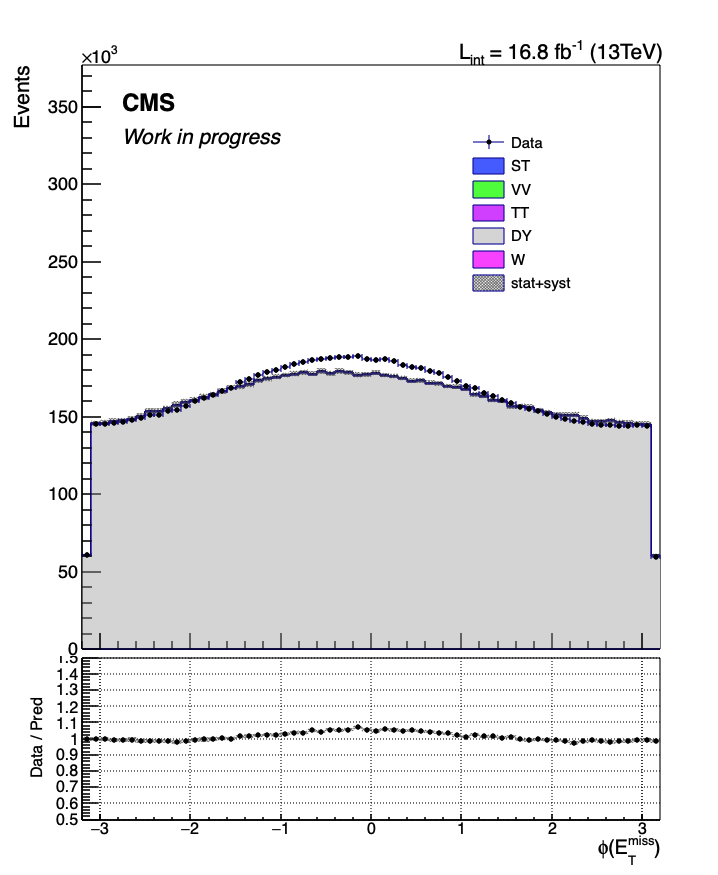 ×10³
L_int = 16.8 fb⁻¹ (13TeV)
Events
CMS
Work in progress
Data
ST
VV
TT
DY
W
stat+syst
350
300
250
200
150
100
50
0
Data / Pred
1.5
1.4
1.3
1.2
1.1
1
0.9
0.8
0.7
0.6
0.5
−3 −2 −1 0 1 2 3
ϕ(E_T^miss)